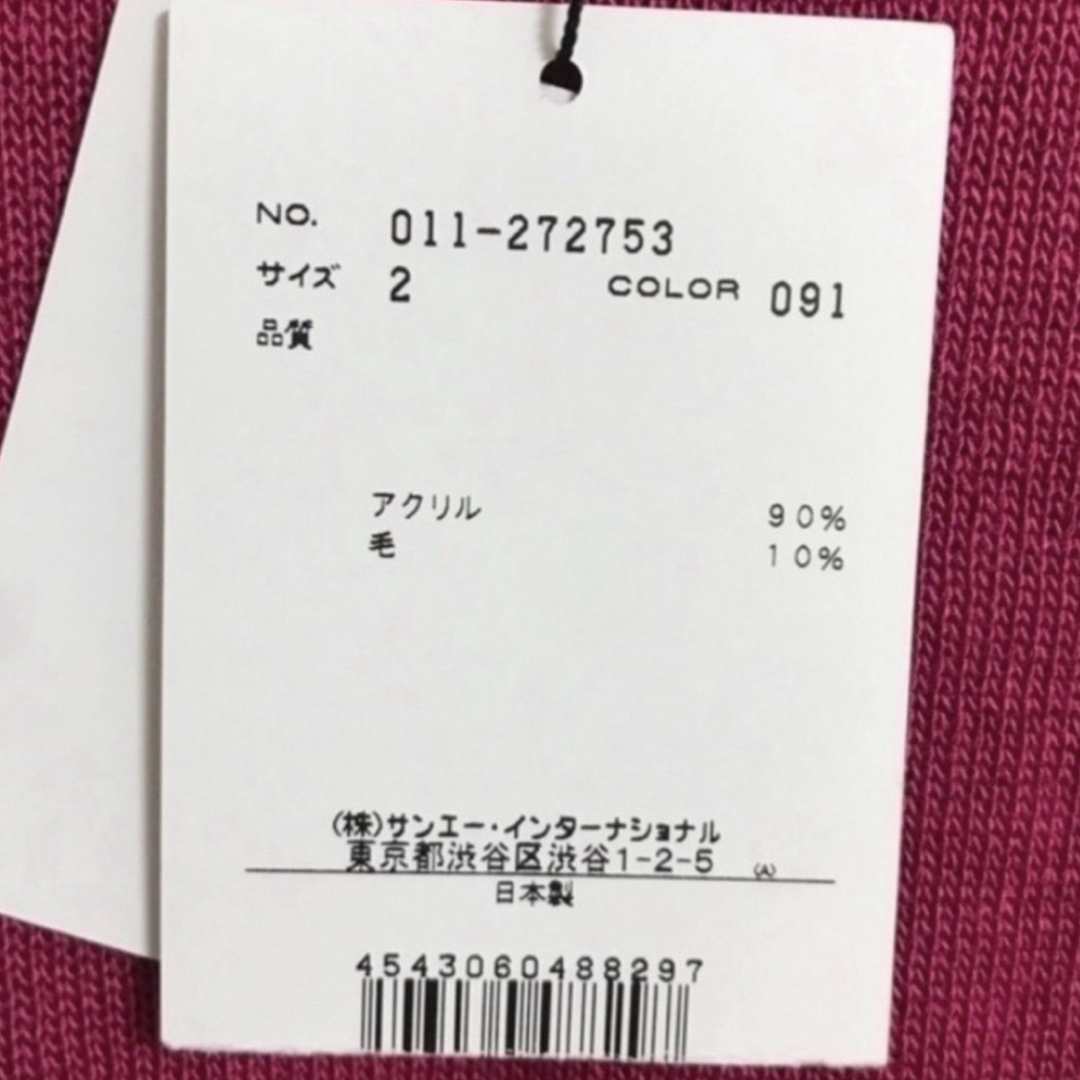 NO. 011-272753
サイズ 2 COLOR 091
品質
アクリル 90%
毛 10%
(株)サンエー・インターナショナル
東京都渋谷区渋谷1-2-5 (A)
日本製
4543060488297